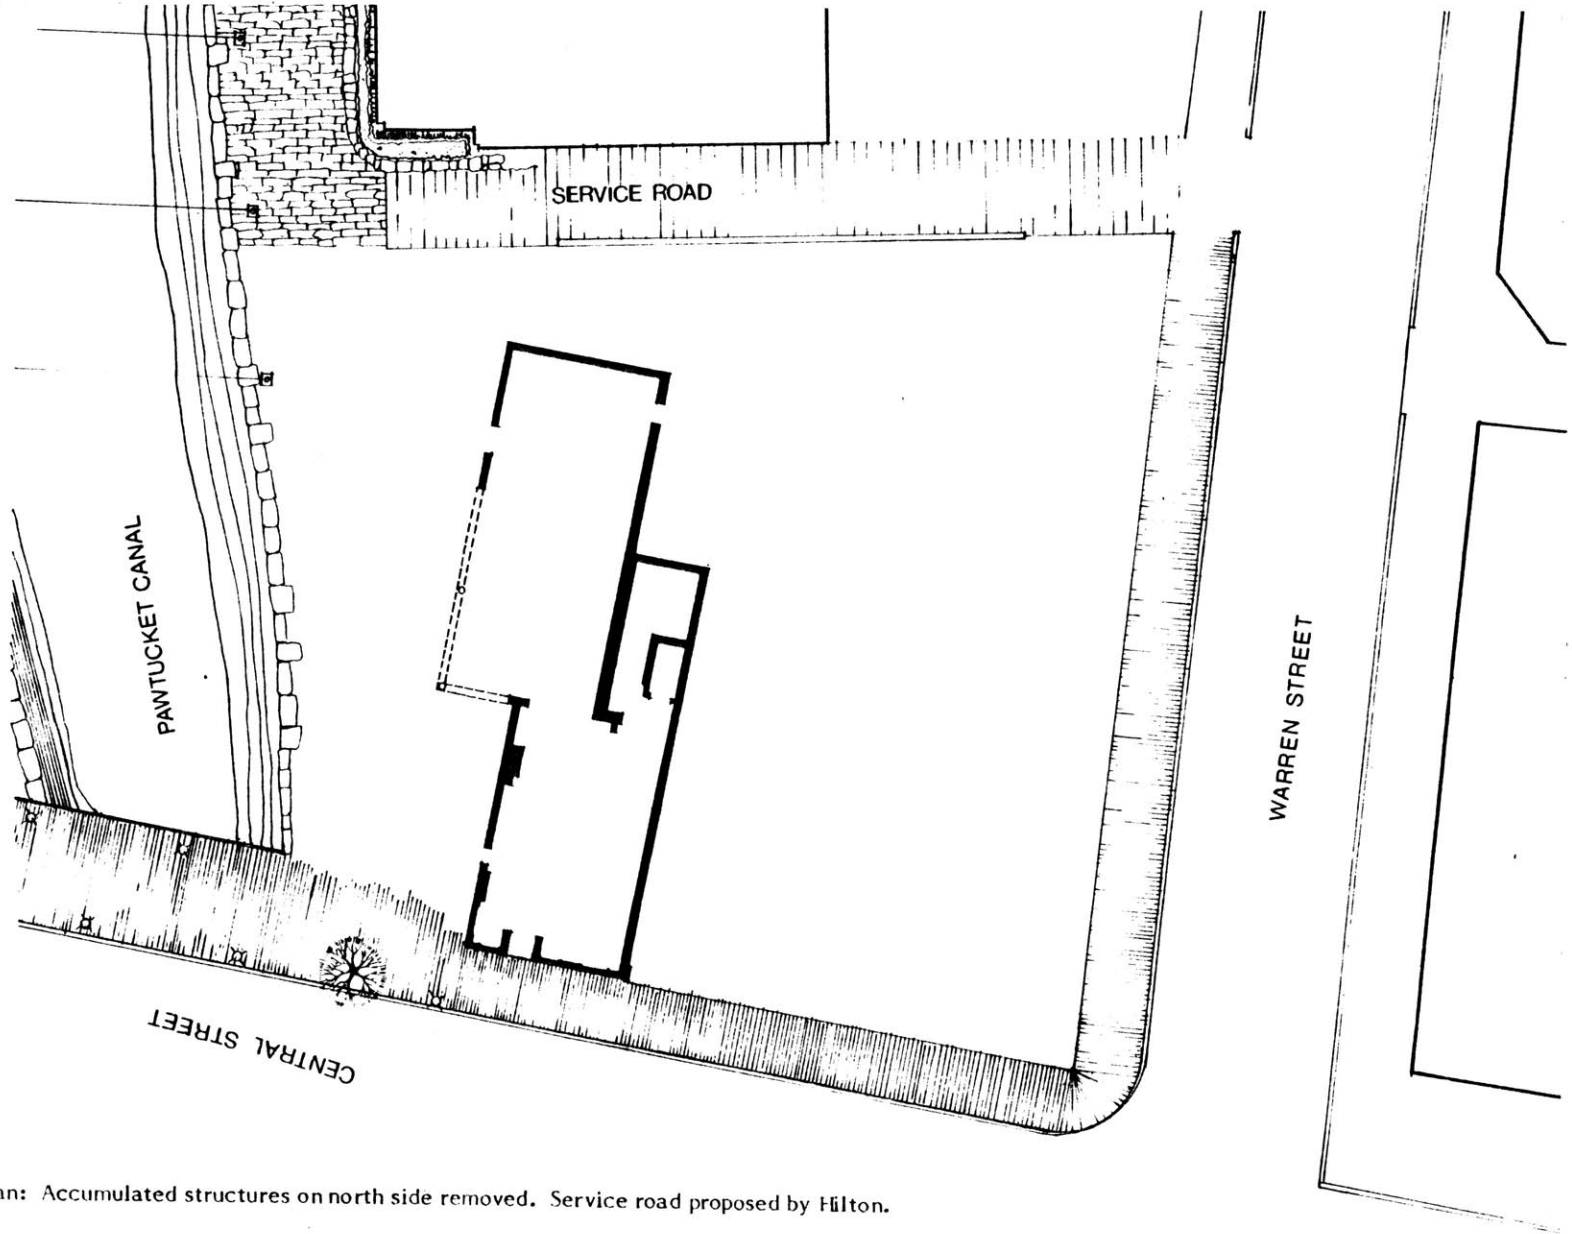 SERVICE ROAD
PAWTUCKET CANAL
WARREN STREET
CENTRAL STREET
an: Accumulated structures on north side removed. Service road proposed by Hilton.